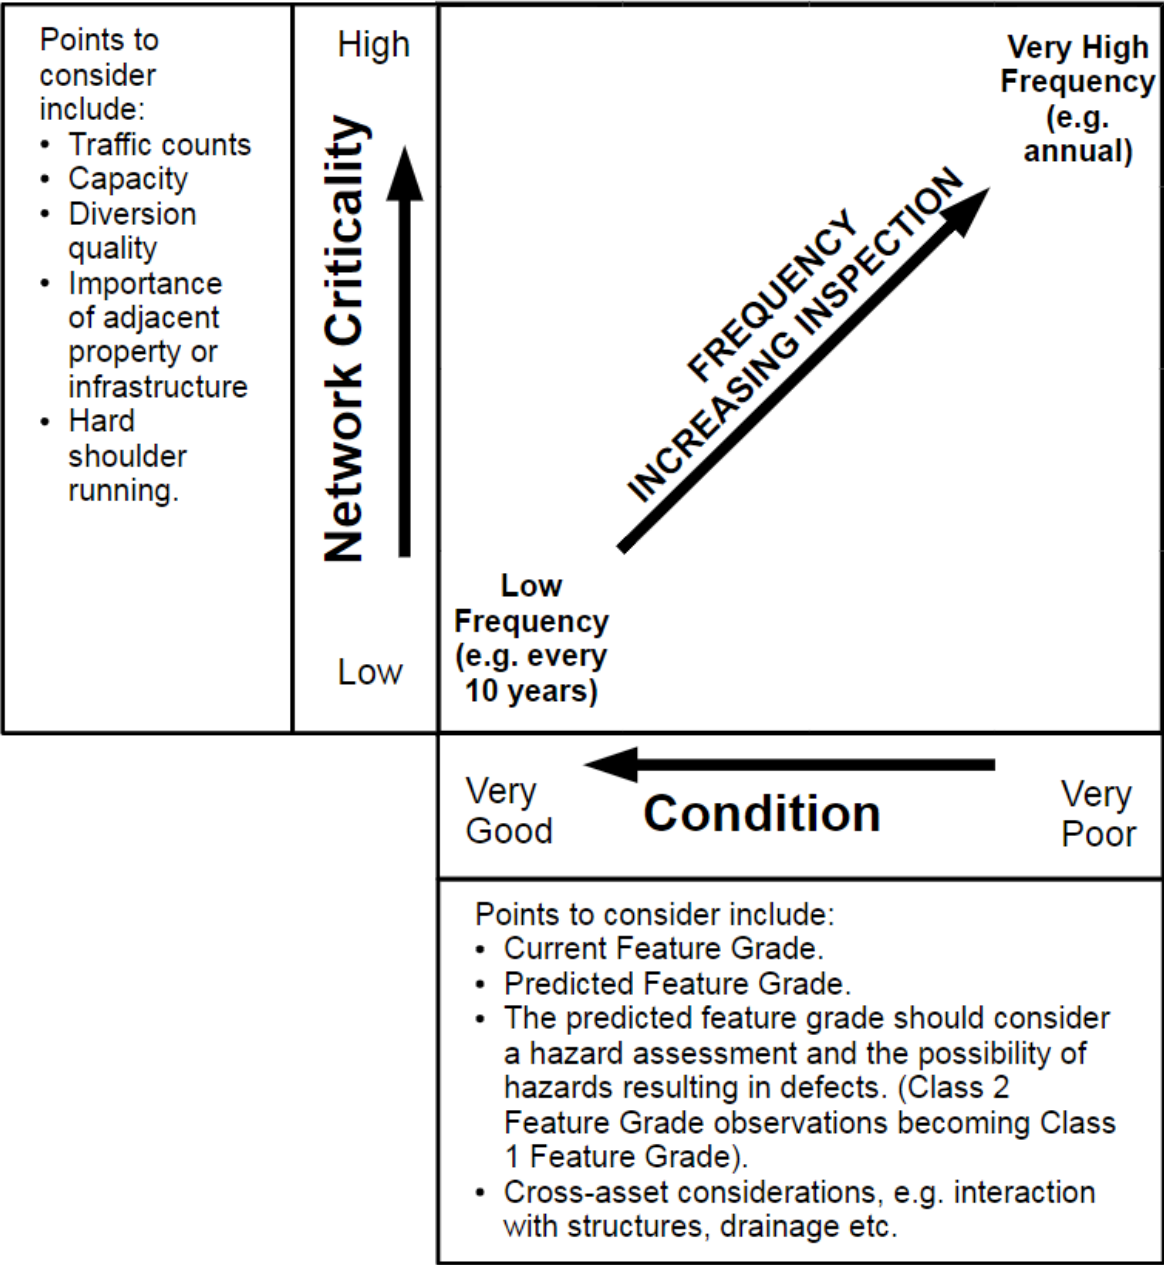 Points to
consider
include:
• Traffic counts
• Capacity
• Diversion
quality
• Importance
of adjacent
property or
infrastructure
• Hard
shoulder
running.
High
Network Criticality
Low
Very High
Frequency
(e.g.
annual)
FREQUENCY
INCREASING INSPECTION
Low
Frequency
(e.g. every
10 years)
Very
Good
Condition
Very
Poor
Points to consider include:
• Current Feature Grade.
• Predicted Feature Grade.
• The predicted feature grade should consider
a hazard assessment and the possibility of
hazards resulting in defects. (Class 2
Feature Grade observations becoming Class
1 Feature Grade).
• Cross-asset considerations, e.g. interaction
with structures, drainage etc.